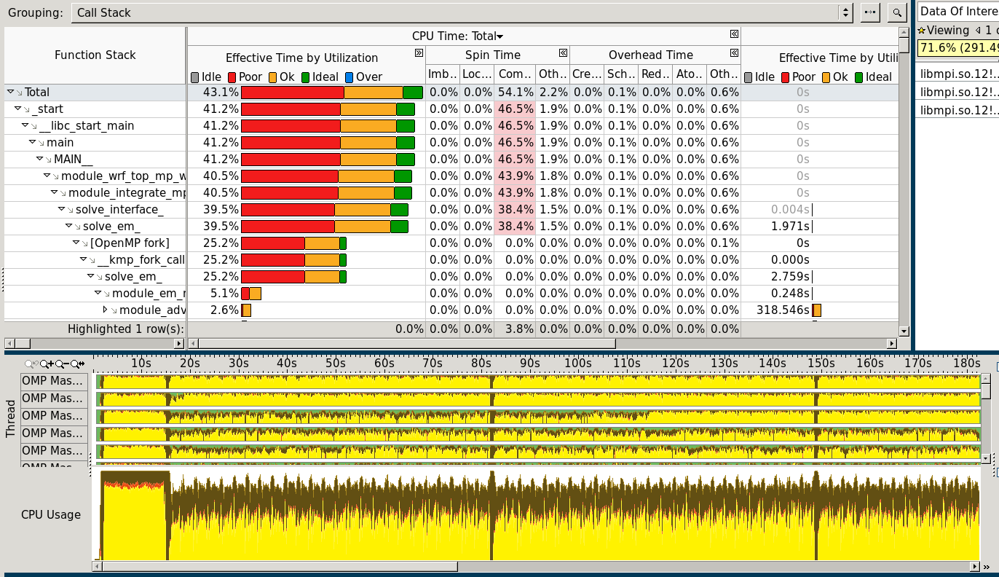 Grouping: Call Stack
Data Of Intere
Viewing 1 o
71.6% (291.49
libmpi.so.12!..
libmpi.so.12!..
libmpi.so.12!..
Function Stack
CPU Time: Total
Effective Time by Utilization Spin Time Overhead Time Effective Time by Utili
Idle Poor Ok Ideal Over Imb.. Loc... Com... Oth.. Cre... Sch.. Red.. Ato.. Oth.. Idle Poor Ok Ideal
Total 43.1% 0.0% 0.0% 54.1% 2.2% 0.0% 0.1% 0.0% 0.0% 0.6% 0s
_start 41.2% 0.0% 0.0% 46.5% 1.9% 0.0% 0.1% 0.0% 0.0% 0.6% 0s
__libc_start_main 41.2% 0.0% 0.0% 46.5% 1.9% 0.0% 0.1% 0.0% 0.0% 0.6% 0s
main 41.2% 0.0% 0.0% 46.5% 1.9% 0.0% 0.1% 0.0% 0.0% 0.6% 0s
MAIN__ 41.2% 0.0% 0.0% 46.5% 1.9% 0.0% 0.1% 0.0% 0.0% 0.6% 0s
module_wrf_top_mp_w 40.5% 0.0% 0.0% 43.9% 1.8% 0.0% 0.1% 0.0% 0.0% 0.6% 0s
module_integrate_mp 40.5% 0.0% 0.0% 43.9% 1.8% 0.0% 0.1% 0.0% 0.0% 0.6% 0s
solve_interface_ 39.5% 0.0% 0.0% 38.4% 1.5% 0.0% 0.1% 0.0% 0.0% 0.6% 0.004s
solve_em_ 39.5% 0.0% 0.0% 38.4% 1.5% 0.0% 0.1% 0.0% 0.0% 0.6% 1.971s
[OpenMP fork] 25.2% 0.0% 0.0% 0.0% 0.0% 0.0% 0.0% 0.0% 0.0% 0.1% 0s
__kmp_fork_call 25.2% 0.0% 0.0% 0.0% 0.0% 0.0% 0.0% 0.0% 0.0% 0.0% 0.000s
solve_em_ 25.2% 0.0% 0.0% 0.0% 0.0% 0.0% 0.0% 0.0% 0.0% 0.0% 2.759s
module_em_r 5.1% 0.0% 0.0% 0.0% 0.0% 0.0% 0.0% 0.0% 0.0% 0.0% 0.248s
module_adv 2.6% 0.0% 0.0% 0.0% 0.0% 0.0% 0.0% 0.0% 0.0% 0.0% 318.546s
Highlighted 1 row(s): 0.0% 0.0% 0.0% 3.8% 0.0% 0.0% 0.0% 0.0% 0.0% 0.0%
10s 20s 30s 40s 50s 60s 70s 80s 90s 100s 110s 120s 130s 140s 150s 160s 170s 180s
Thread
OMP Mas...
OMP Mas...
OMP Mas...
OMP Mas...
OMP Mas...
OMP Mas...
CPU Usage